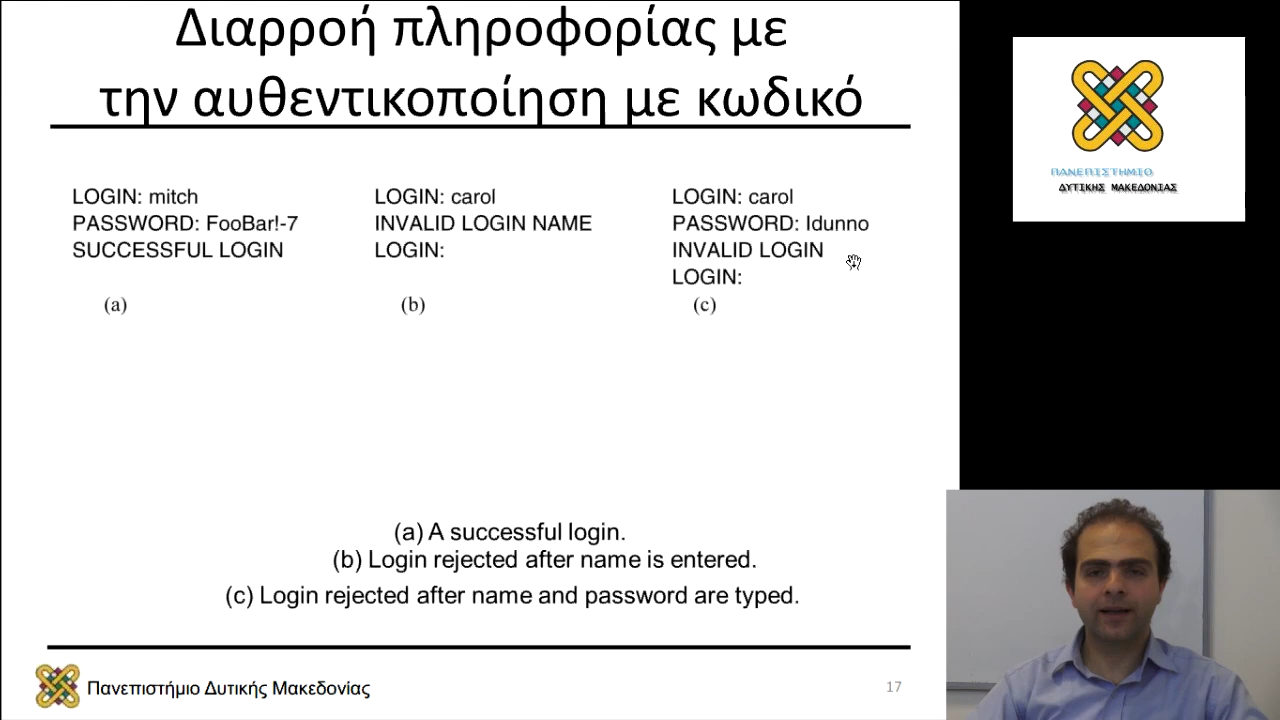 Διαρροή πληροφορίας με
την αυθεντικοποίηση με κωδικό
LOGIN: mitch
PASSWORD: FooBar!-7
SUCCESSFUL LOGIN
(a)
LOGIN: carol
INVALID LOGIN NAME
LOGIN:
(b)
LOGIN: carol
PASSWORD: Idunno
INVALID LOGIN
LOGIN:
(c)
(a) A successful login.
(b) Login rejected after name is entered.
(c) Login rejected after name and password are typed.
Πανεπιστήμιο Δυτικής Μακεδονίας
17
ΠΑΝΕΠΙΣΤΗΜΙΟ
ΔΥΤΙΚΗΣ ΜΑΚΕΔΟΝΙΑΣ